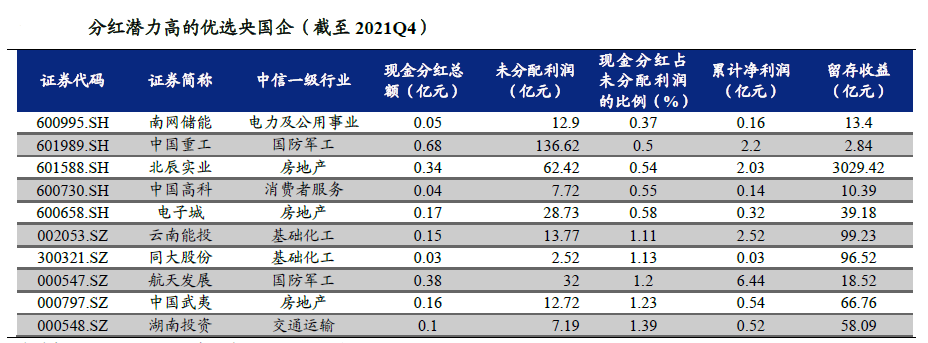 分红潜力高的优选央国企（截至 2021Q4）
证券代码 证券简称 中信一级行业 现金分红总额（亿元） 未分配利润（亿元） 现金分红占未分配利润的比例（%） 累计净利润（亿元） 留存收益（亿元）
600995.SH 南网储能 电力及公用事业 0.05 12.9 0.37 0.16 13.4
601989.SH 中国重工 国防军工 0.68 136.62 0.5 2.2 2.84
601588.SH 北辰实业 房地产 0.34 62.42 0.54 2.03 3029.42
600730.SH 中国高科 消费者服务 0.04 7.72 0.55 0.14 10.39
600658.SH 电子城 房地产 0.17 28.73 0.58 0.32 39.18
002053.SZ 云南能投 基础化工 0.15 13.77 1.11 2.52 99.23
300321.SZ 同大股份 基础化工 0.03 2.52 1.13 0.03 96.52
000547.SZ 航天发展 国防军工 0.38 32 1.2 6.44 18.52
000797.SZ 中国武夷 房地产 0.16 12.72 1.23 0.54 66.76
000548.SZ 湖南投资 交通运输 0.1 7.19 1.39 0.52 58.09